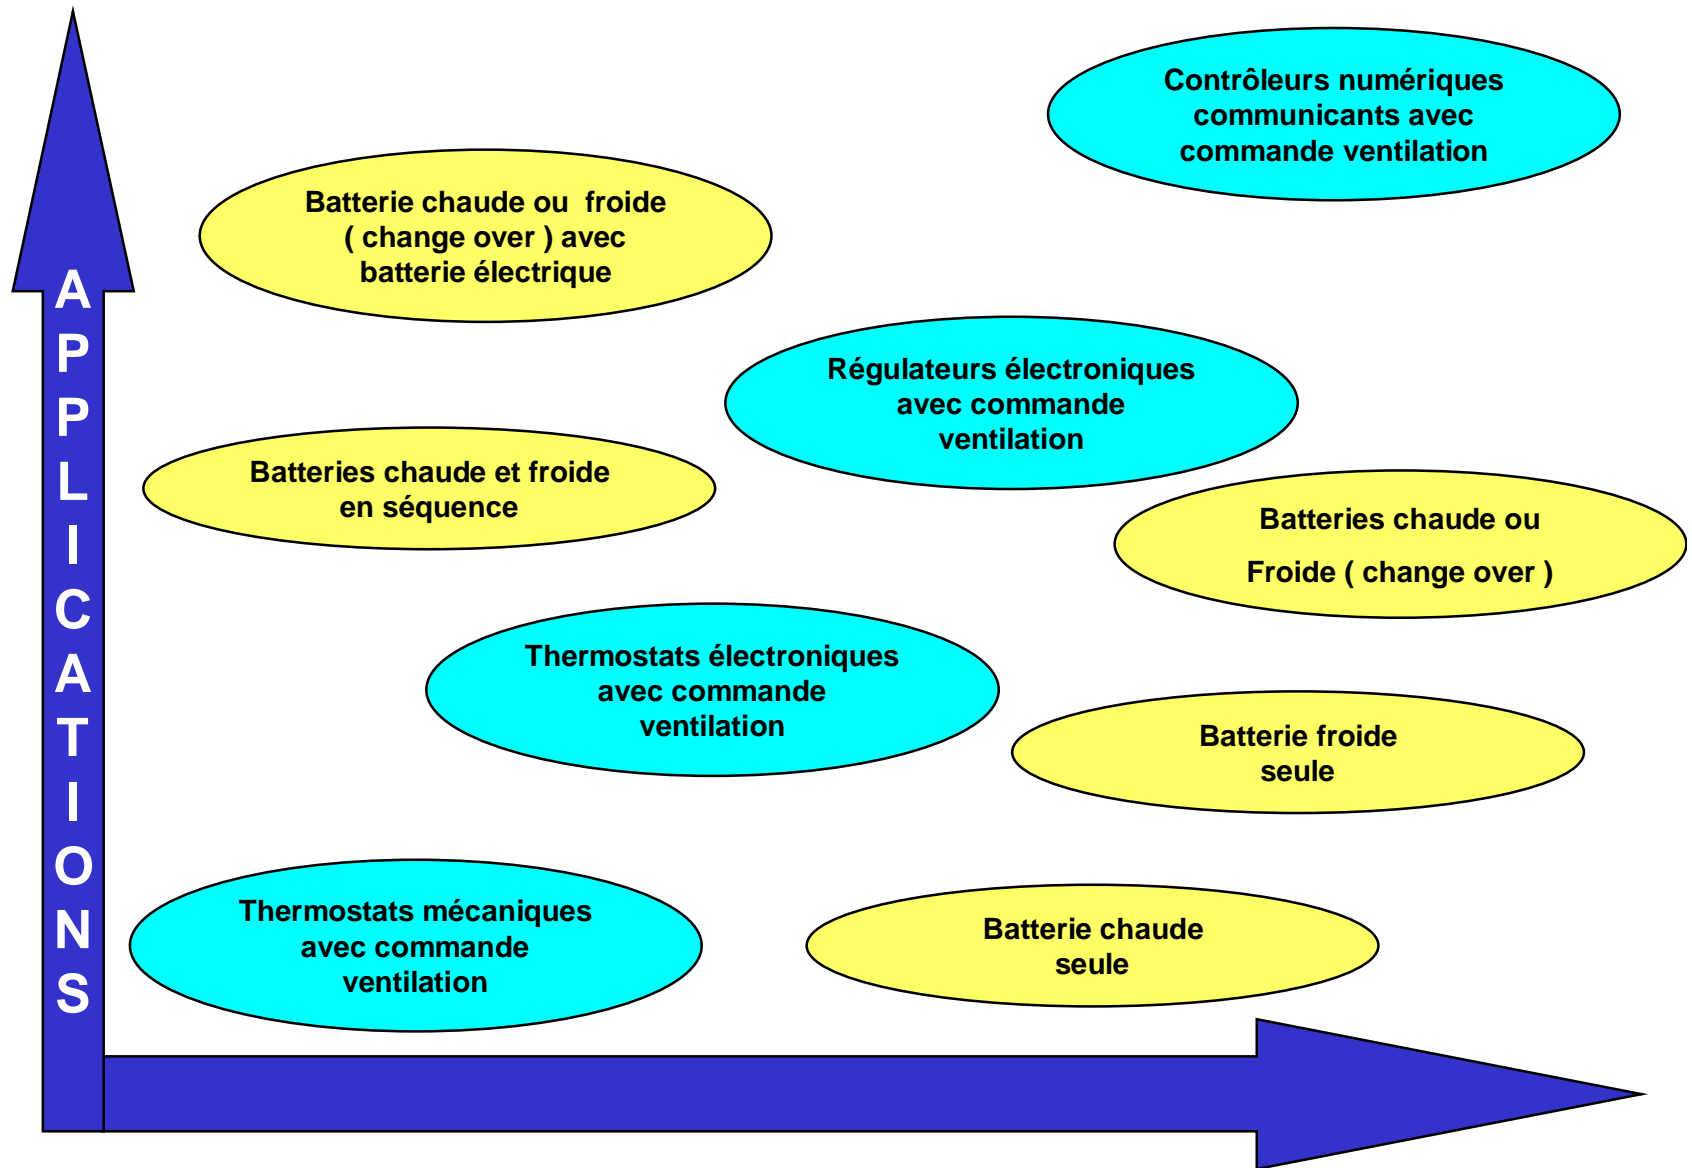 Contrôleurs numériques
communicants avec
commande ventilation
Batterie chaude ou  froide
( change over ) avec
batterie électrique
APPLICATIONS
Régulateurs électroniques
avec commande
ventilation
Batteries chaude et froide
en séquence
Batteries chaude ou
Froide ( change over )
Thermostats électroniques
avec commande
ventilation
Batterie froide
seule
Thermostats mécaniques
avec commande
ventilation
Batterie chaude
seule